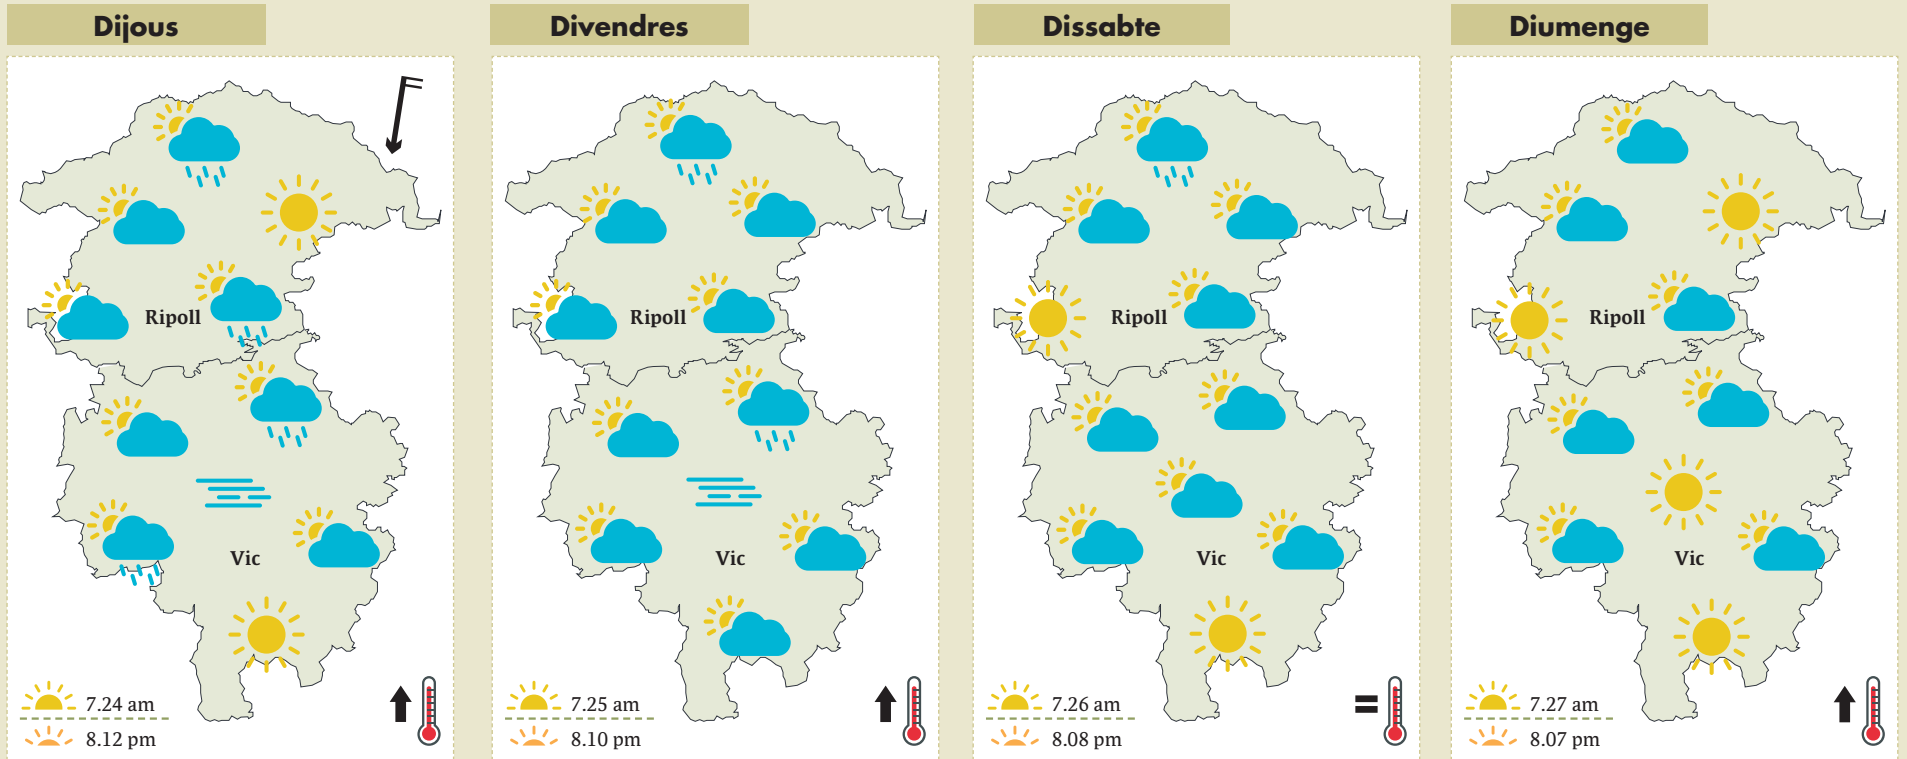 Dijous
Ripoll
Vic
7.24 am
8.12 pm
Divendres
Ripoll
Vic
7.25 am
8.10 pm
Dissabte
Ripoll
Vic
7.26 am
8.08 pm
Diumenge
Ripoll
Vic
7.27 am
8.07 pm